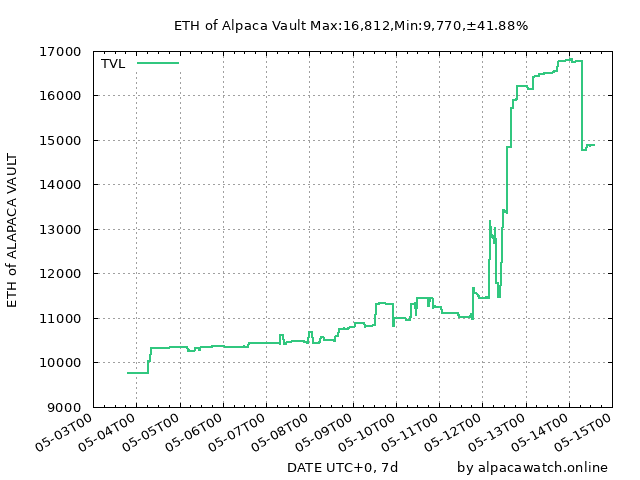 ETH of Alpaca Vault Max:16,812,Min:9,770,±41.88%
TVL
17000
16000
15000
14000
13000
12000
11000
10000
9000
ETH of ALAPACA VAULT
05-03T00
05-04T00
05-05T00
05-06T00
05-07T00
05-08T00
05-09T00
05-10T00
05-11T00
05-12T00
05-13T00
05-14T00
05-15T00
DATE UTC+0, 7d
by alpacawatch.online